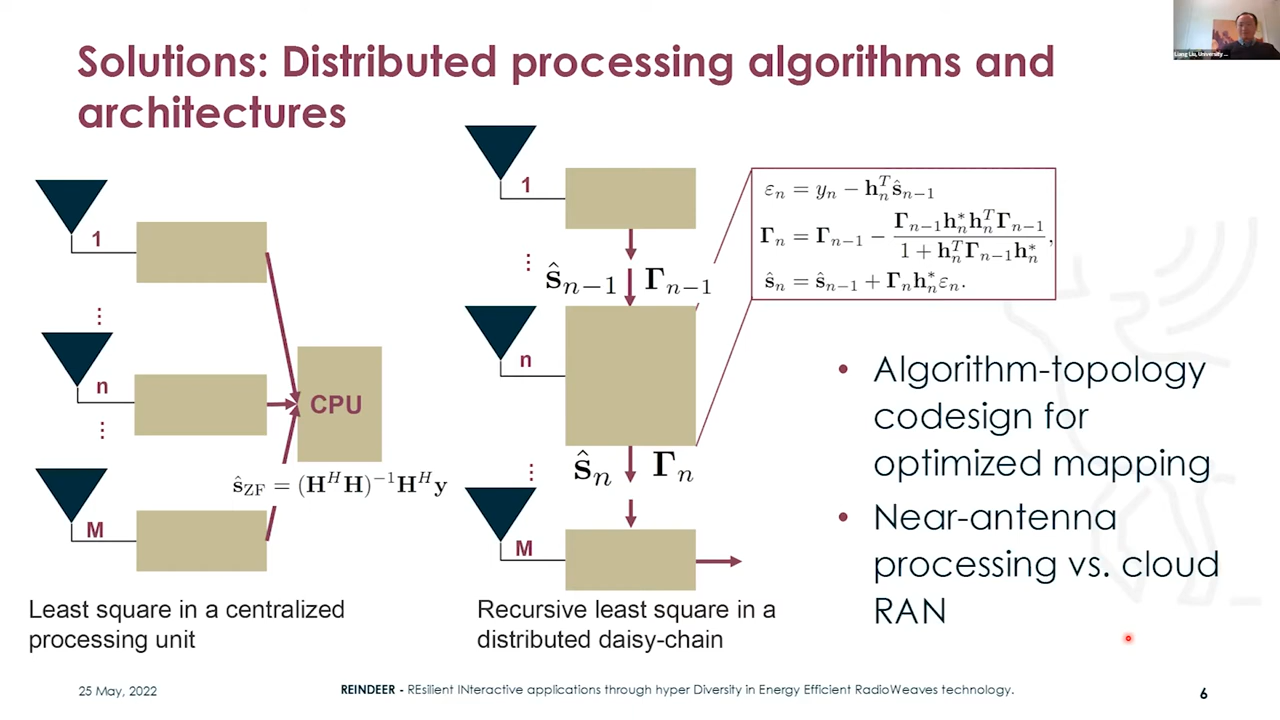 Solutions: Distributed processing algorithms and
architectures
Liang Liu, University ...
1
⋮
n
⋮
M
CPU
ŝ_ZF = (H^H H)^{-1} H^H y
Least square in a centralized
processing unit
1
⋮
ŝ_{n−1} Γ_{n−1}
n
ŝ_n Γ_n
⋮
M
Recursive least square in a
distributed daisy-chain
ε_n = y_n − h_n^T ŝ_{n−1}
Γ_n = Γ_{n−1} − \frac{Γ_{n−1} h_n^* h_n^T Γ_{n−1}}{1 + h_n^T Γ_{n−1} h_n^*},
ŝ_n = ŝ_{n−1} + Γ_n h_n^* ε_n.
• Algorithm-topology
codesign for
optimized mapping
• Near-antenna
processing vs. cloud
RAN
25 May, 2022
REINDEER - REsilient INteractive applications through hyper Diversity in Energy Efficient RadioWeaves technology.
6